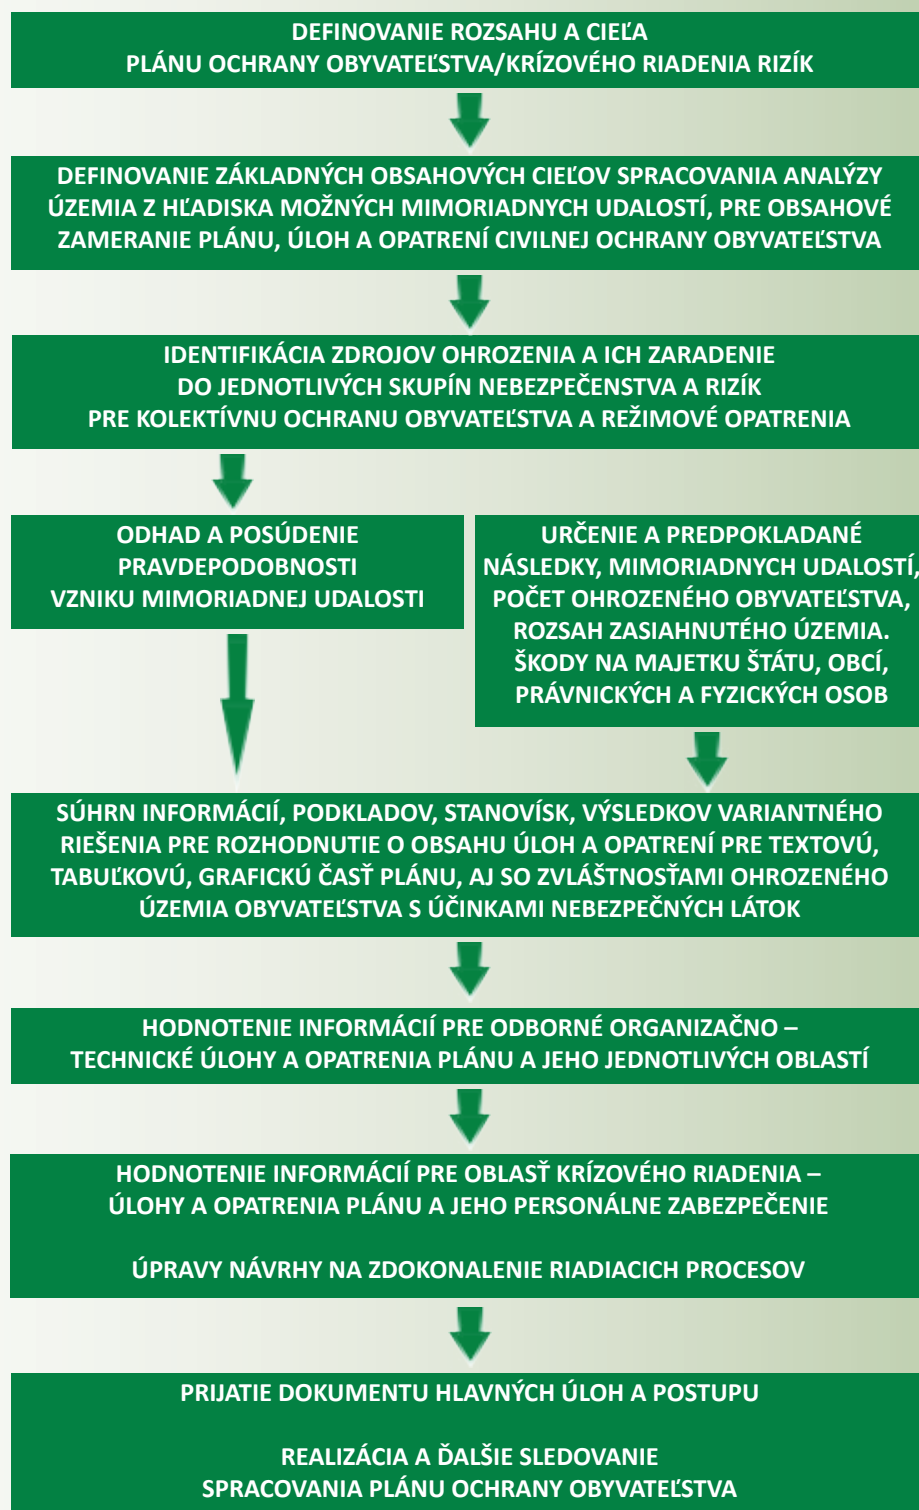 DEFINOVANIE ROZSAHU A CIEĽA
PLÁNU OCHRANY OBYVATEĽSTVA/KRÍZOVÉHO RIADENIA RIZÍK
DEFINOVANIE ZÁKLADNÝCH OBSAHOVÝCH CIEĽOV SPRACOVANIA ANALÝZY
ÚZEMIA Z HĽADISKA MOŽNÝCH MIMORIADNYCH UDALOSTÍ, PRE OBSAHOVÉ
ZAMERANIE PLÁNU, ÚLOH A OPATRENÍ CIVILNEJ OCHRANY OBYVATEĽSTVA
IDENTIFIKÁCIA ZDROJOV OHROZENIA A ICH ZARADENIE
DO JEDNOTLIVÝCH SKUPÍN NEBEZPEČENSTVA A RIZÍK
PRE KOLEKTÍVNU OCHRANU OBYVATEĽSTVA A REŽIMOVÉ OPATRENIA
ODHAD A POSÚDENIE
PRAVDEPODOBNOSTI
VZNIKU MIMORIADNEJ UDALOSTI
URČENIE A PREDPOKLADANÉ
NÁSLEDKY, MIMORIADNYCH UDALOSTÍ,
POČET OHROZENÉHO OBYVATEĽSTVA,
ROZSAH ZASIAHNUTÉHO ÚZEMIA.
ŠKODY NA MAJETKU ŠTÁTU, OBCÍ,
PRÁVNICKÝCH A FYZICKÝCH OSOB
SÚHRN INFORMÁCIÍ, PODKLADOV, STANOVÍSK, VÝSLEDKOV VARIANTNÉHO
RIEŠENIA PRE ROZHODNUTIE O OBSAHU ÚLOH A OPATRENÍ PRE TEXTOVÚ,
TABUĽKOVÚ, GRAFICKÚ ČASŤ PLÁNU, AJ SO ZVLÁŠTNOSŤAMI OHROZENÉHO
ÚZEMIA OBYVATEĽSTVA S ÚČINKAMI NEBEZPEČNÝCH LÁTOK
HODNOTENIE INFORMÁCIÍ PRE ODBORNÉ ORGANIZAČNO –
TECHNICKÉ ÚLOHY A OPATRENIA PLÁNU A JEHO JEDNOTLIVÝCH OBLASTÍ
HODNOTENIE INFORMÁCIÍ PRE OBLASŤ KRÍZOVÉHO RIADENIA –
ÚLOHY A OPATRENIA PLÁNU A JEHO PERSONÁLNE ZABEZPEČENIE
ÚPRAVY NÁVRHY NA ZDOKONALENIE RIADIACICH PROCESOV
PRIJATIE DOKUMENTU HLAVNÝCH ÚLOH A POSTUPU
REALIZÁCIA A ĎALŠIE SLEDOVANIE
SPRACOVANIA PLÁNU OCHRANY OBYVATEĽSTVA